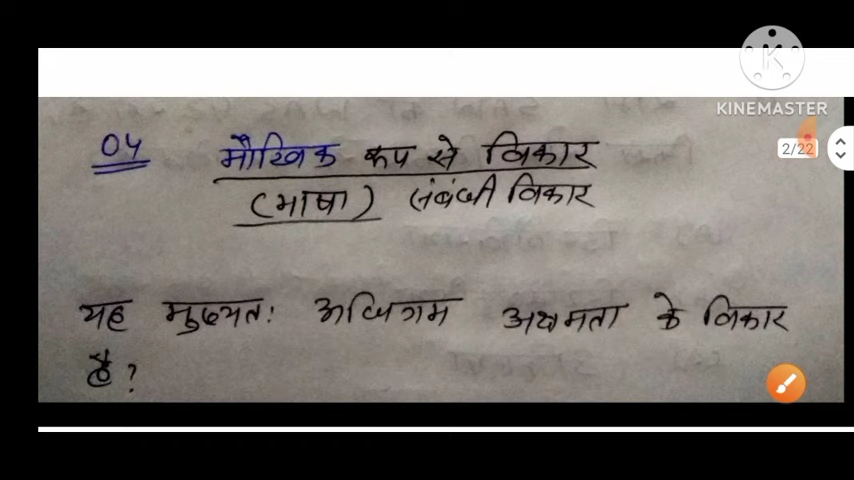 KINEMASTER
2/22
04 मौखिक रूप से विकार
(भाषा) संबंधी विकार
यह मुख्यत: अधिगम अक्षमता के विकार
है?